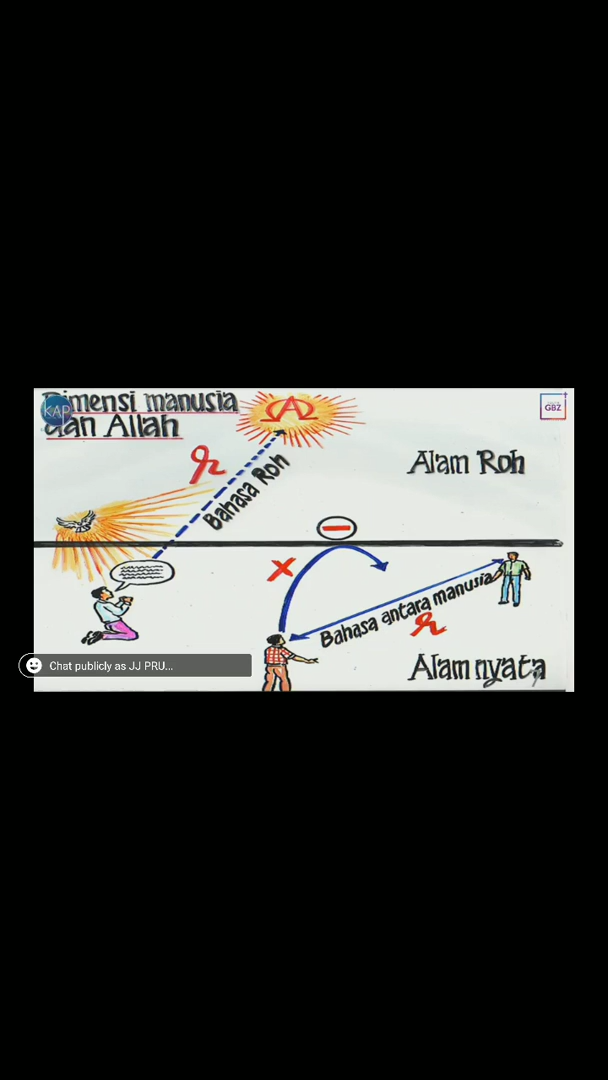 Dimensi manusia
dan Allah
KAP
GBZ
Alam Roh
Bahasa Roh
Bahasa antara manusia
Alam nyata
Chat publicly as JJ PRU...